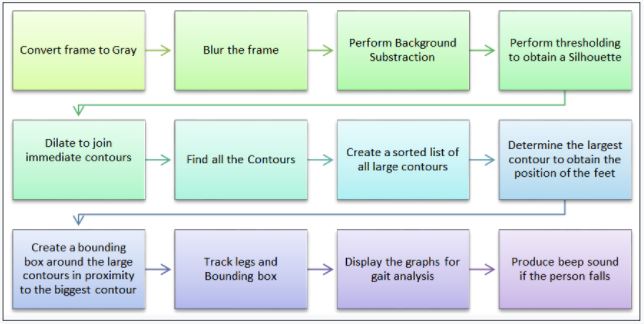 Convert frame to Gray
Blur the frame
Perform Background
Substraction
Perform thresholding
to obtain a Silhouette
Dilate to join
immediate contours
Find all the Contours
Create a sorted list of
all large contours
Determine the largest
contour to obtain the
position of the feet
Create a bounding
box around the large
contours in proximity
to the biggest contour
Track legs and
Bounding box
Display the graphs for
gait analysis
Produce beep sound
if the person falls